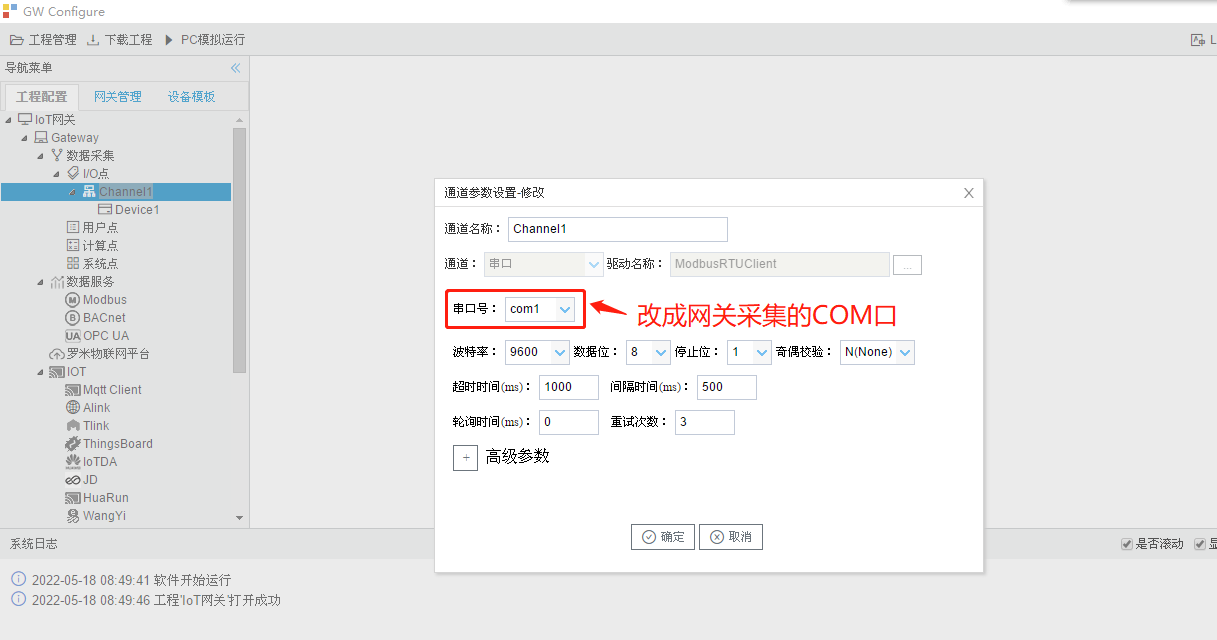 GW Configure
工程管理 下载工程 PC模拟运行 L
导航菜单
工程配置 网关管理 设备模板
IoT网关
Gateway
数据采集
I/O点
Channel1
Device1
用户点
计算点
系统点
数据服务
Modbus
BACnet
OPC UA
罗米物联网平台
IOT
Mqtt Client
Alink
Tlink
ThingsBoard
IoTDA
JD
HuaRun
WangYi
通道参数设置-修改
通道名称： Channel1
通道： 串口 驱动名称： ModbusRTUClient ...
串口号： com1
改成网关采集的COM口
波特率： 9600 数据位： 8 停止位： 1 奇偶校验： N(None)
超时时间(ms)： 1000 间隔时间(ms)： 500
轮询时间(ms)： 0 重试次数： 3
+ 高级参数
确定 取消
系统日志 是否滚动
2022-05-18 08:49:41 软件开始运行
2022-05-18 08:49:46 工程'IoT网关'打开成功